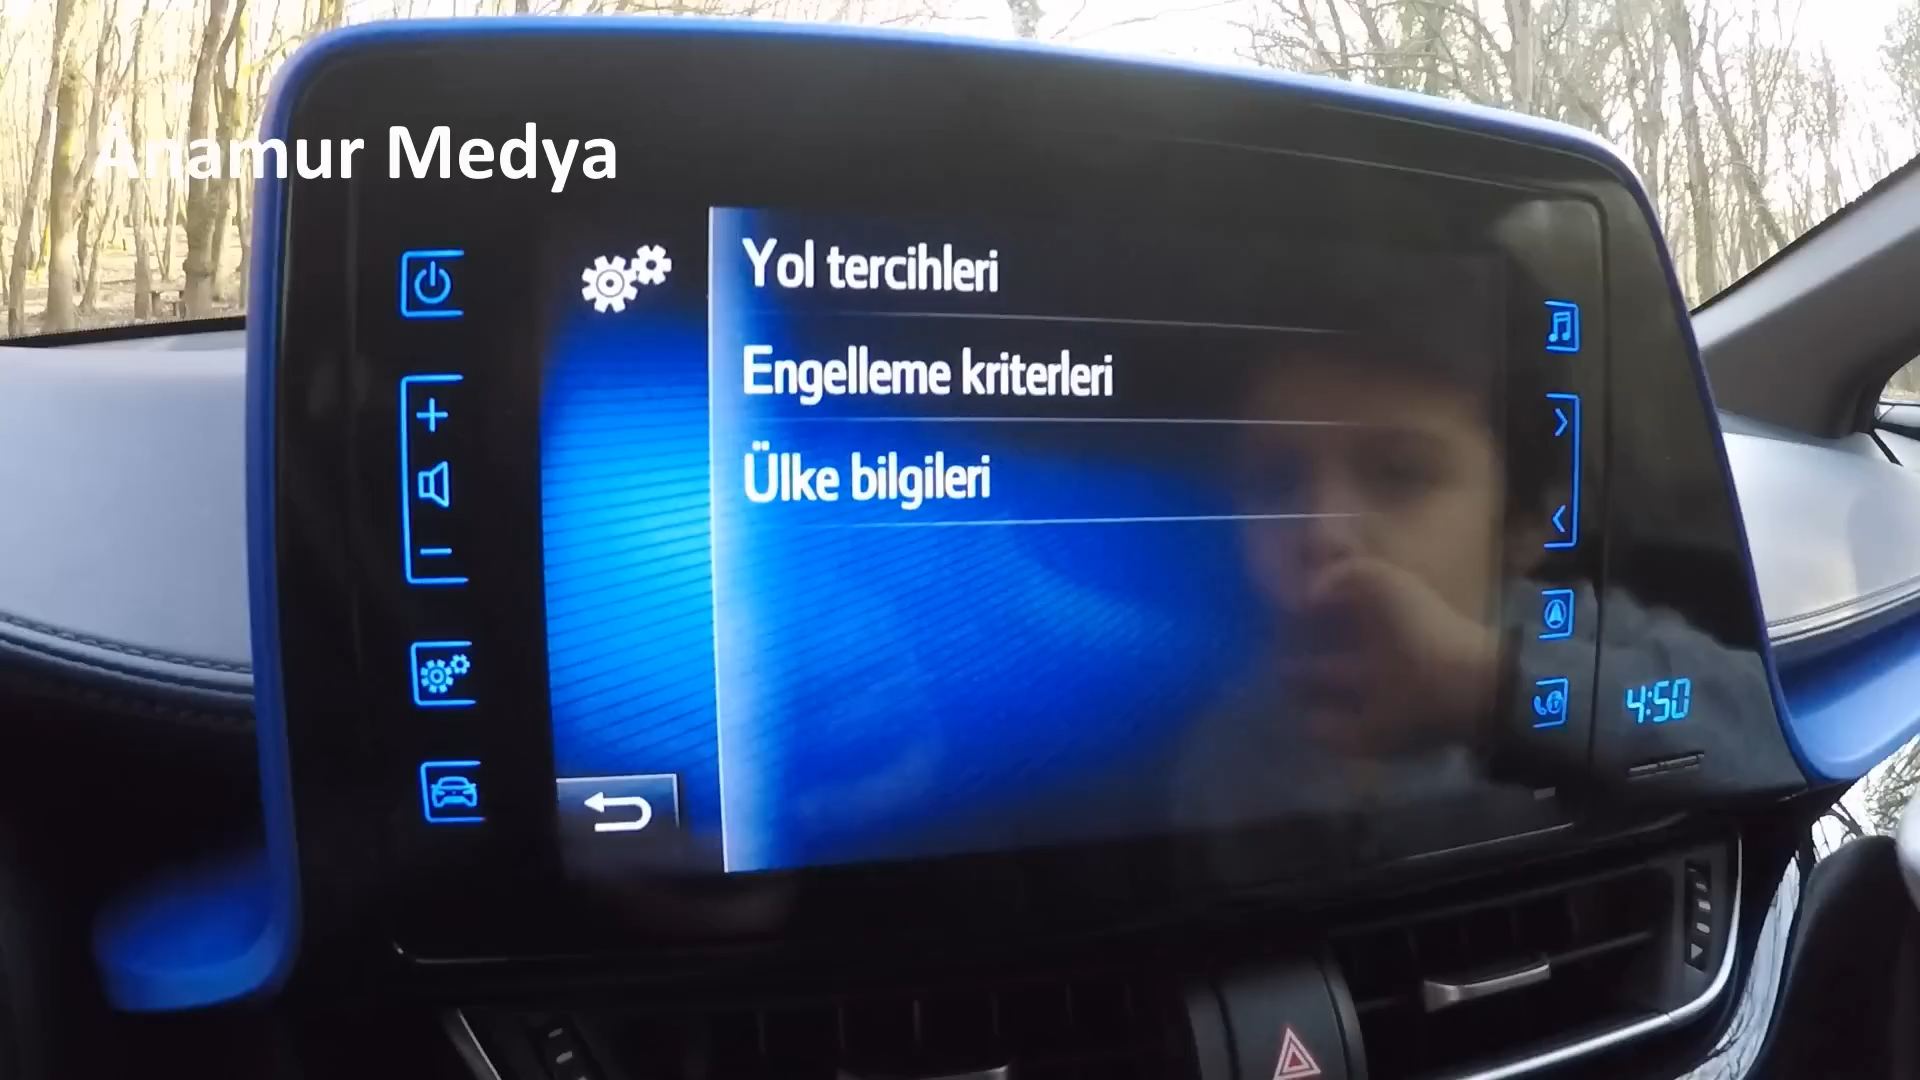 Anamur Medya
Yol tercihleri
Engelleme kriterleri
Ülke bilgileri
4:50